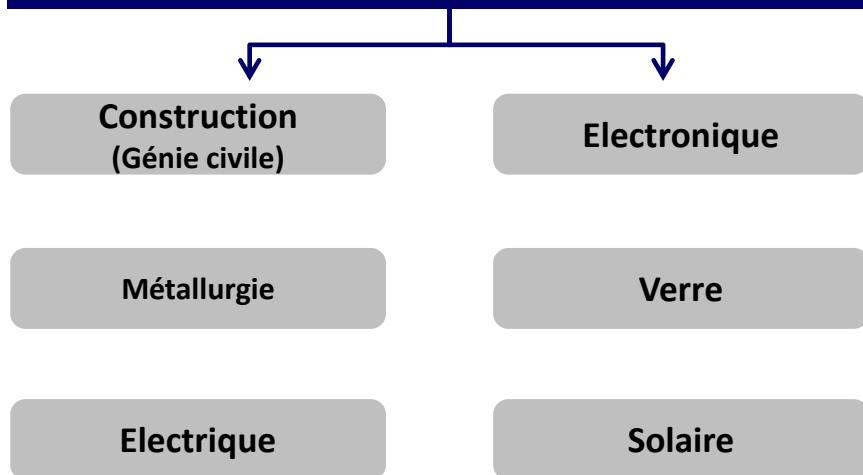 Construction
(Génie civile)
Electronique
Métallurgie
Verre
Electrique
Solaire